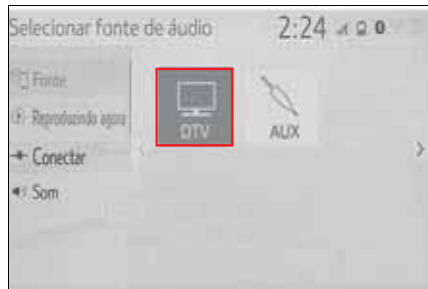 Selecionar fonte de áudio 2:24
Fonte
Reproduzindo agora
Conectar
Som
DTV
AUX